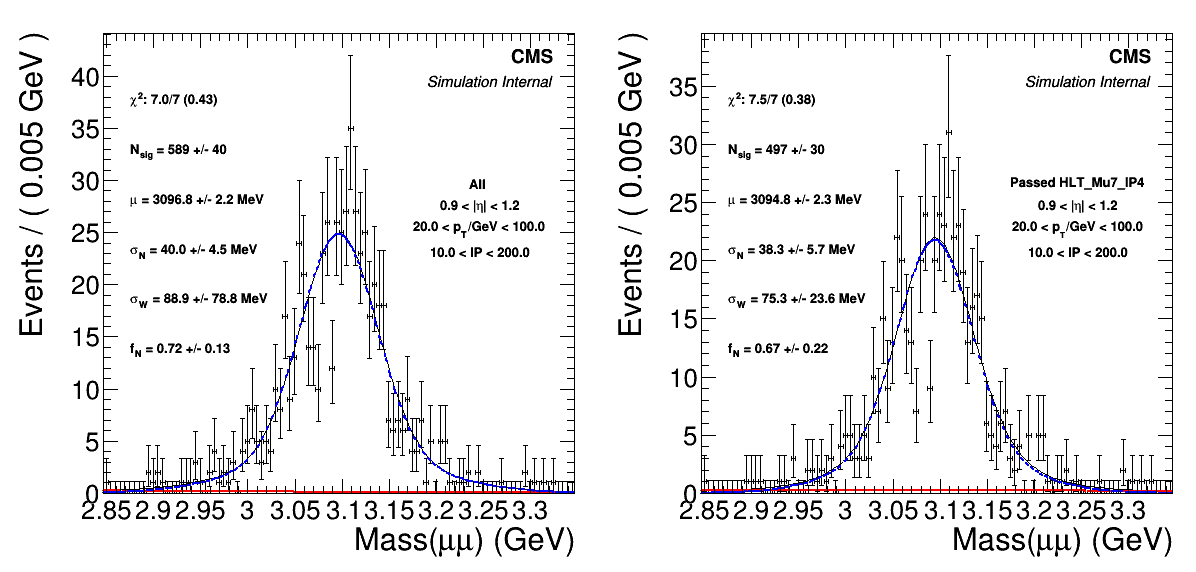 Events / ( 0.005 GeV )
40
35
30
25
20
15
10
5
0
CMS
Simulation Internal
χ²: 7.0/7 (0.43)
N_sig = 589 +/- 40
μ = 3096.8 +/- 2.2 MeV
σ_N = 40.0 +/- 4.5 MeV
σ_W = 88.9 +/- 78.8 MeV
f_N = 0.72 +/- 0.13
All
0.9 < |η| < 1.2
20.0 < p_T/GeV < 100.0
10.0 < IP < 200.0
2.85 2.9 2.95 3 3.05 3.1 3.15 3.2 3.25 3.3
Mass(μμ) (GeV)
Events / ( 0.005 GeV )
35
30
25
20
15
10
5
0
CMS
Simulation Internal
χ²: 7.5/7 (0.38)
N_sig = 497 +/- 30
μ = 3094.8 +/- 2.3 MeV
σ_N = 38.3 +/- 5.7 MeV
σ_W = 75.3 +/- 23.6 MeV
f_N = 0.67 +/- 0.22
Passed HLT_Mu7_IP4
0.9 < |η| < 1.2
20.0 < p_T/GeV < 100.0
10.0 < IP < 200.0
2.85 2.9 2.95 3 3.05 3.1 3.15 3.2 3.25 3.3
Mass(μμ) (GeV)